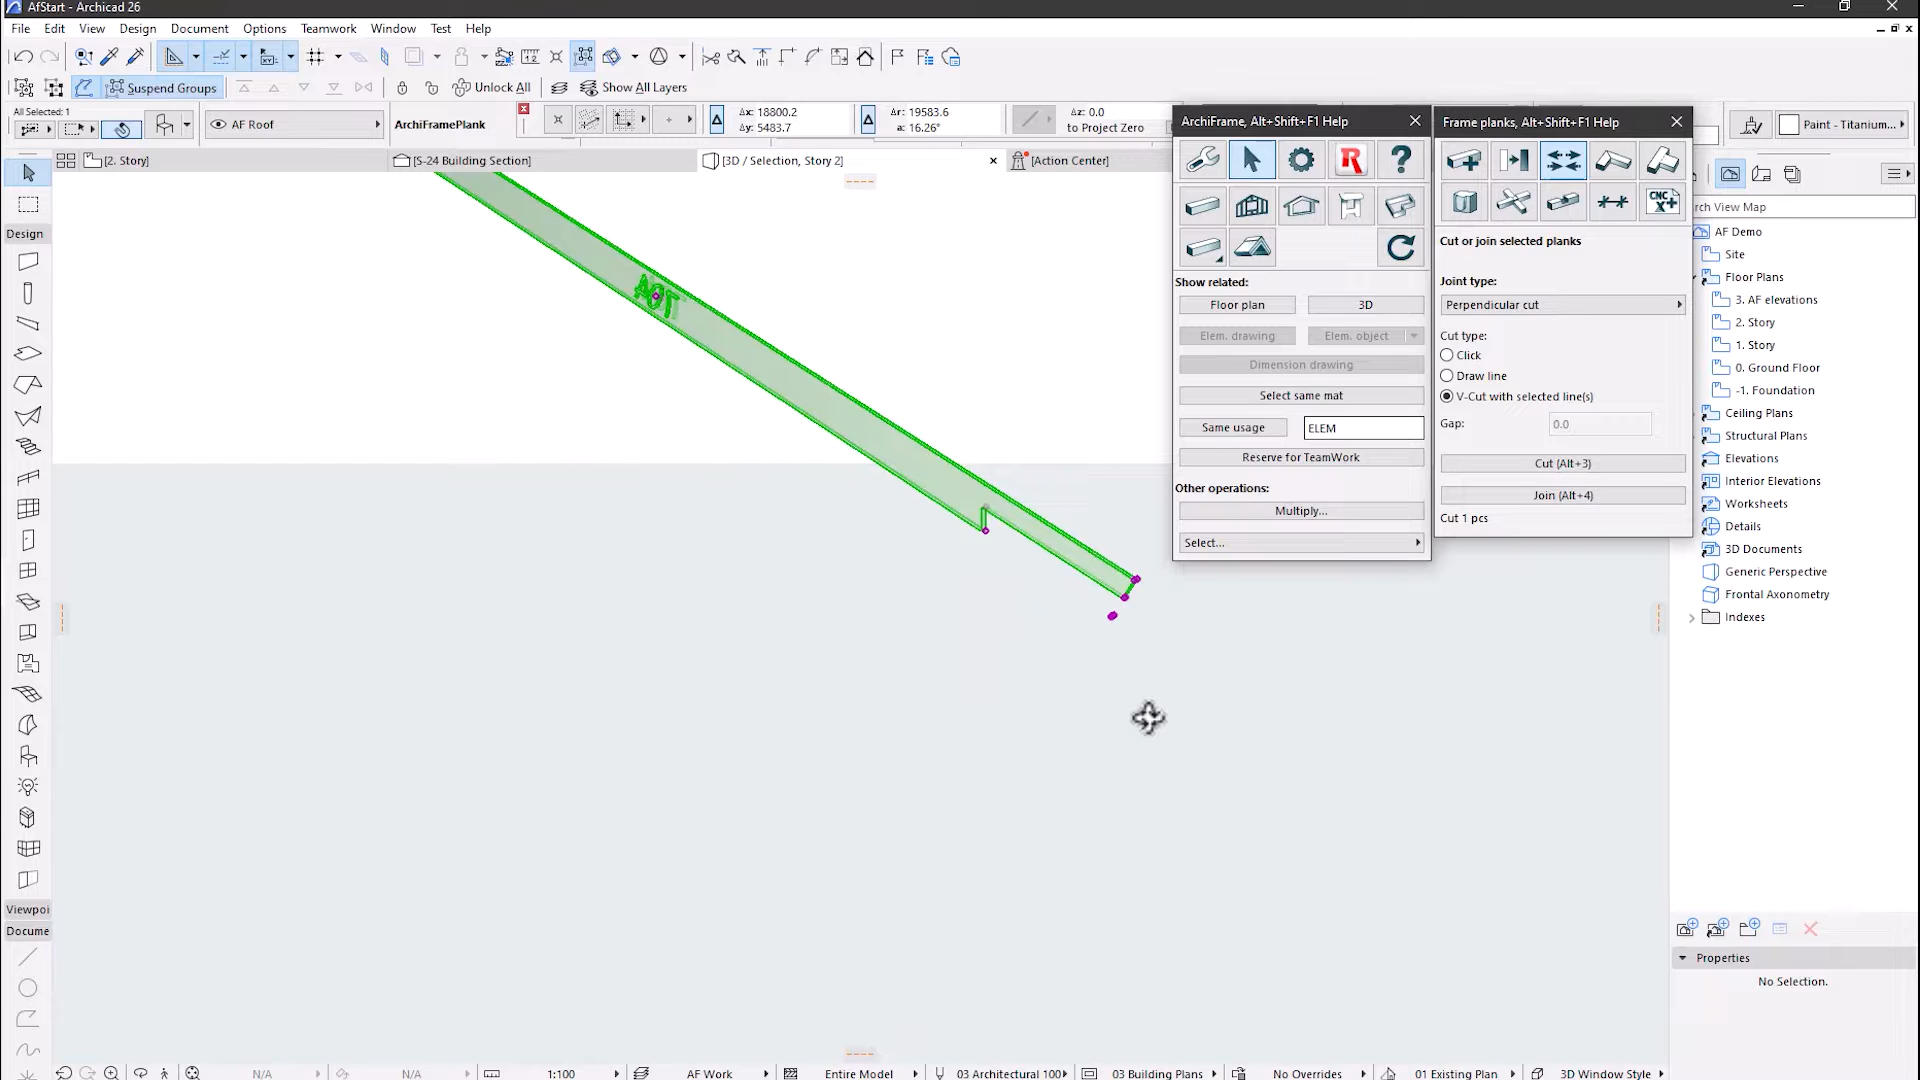 AfStart - Archicad 26
File Edit View Design Document Options Teamwork Window Test Help
Suspend Groups Unlock All Show All Layers
All Selected: 1
AF Roof
ArchiFramePlank
Δx: 18800.2
Δy: 5483.7
Δr: 19583.6
a: 16.26°
Δz: 0.0
to Project Zero
Paint - Titanium...
[2. Story]
[S-24 Building Section]
[3D / Selection, Story 2]
[Action Center]
Design
Viewpoi
Docume
ArchiFrame, Alt+Shift+F1 Help
Show related:
Floor plan 3D
Elem. drawing Elem. object
Dimension drawing
Select same mat
Same usage ELEM
Reserve for TeamWork
Other operations:
Multiply...
Select...
Frame planks, Alt+Shift+F1 Help
CNC
Cut or join selected planks
Joint type:
Perpendicular cut
Cut type:
Click
Draw line
V-Cut with selected line(s)
Gap: 0.0
Cut (Alt+3)
Join (Alt+4)
Cut 1 pcs
rch View Map
AF Demo
Site
Floor Plans
3. AF elevations
2. Story
1. Story
0. Ground Floor
-1. Foundation
Ceiling Plans
Structural Plans
Elevations
Interior Elevations
Worksheets
Details
3D Documents
Generic Perspective
Frontal Axonometry
Indexes
Properties
No Selection.
N/A N/A 1:100 AF Work Entire Model 03 Architectural 100 03 Building Plans No Overrides 01 Existing Plan 3D Window Style